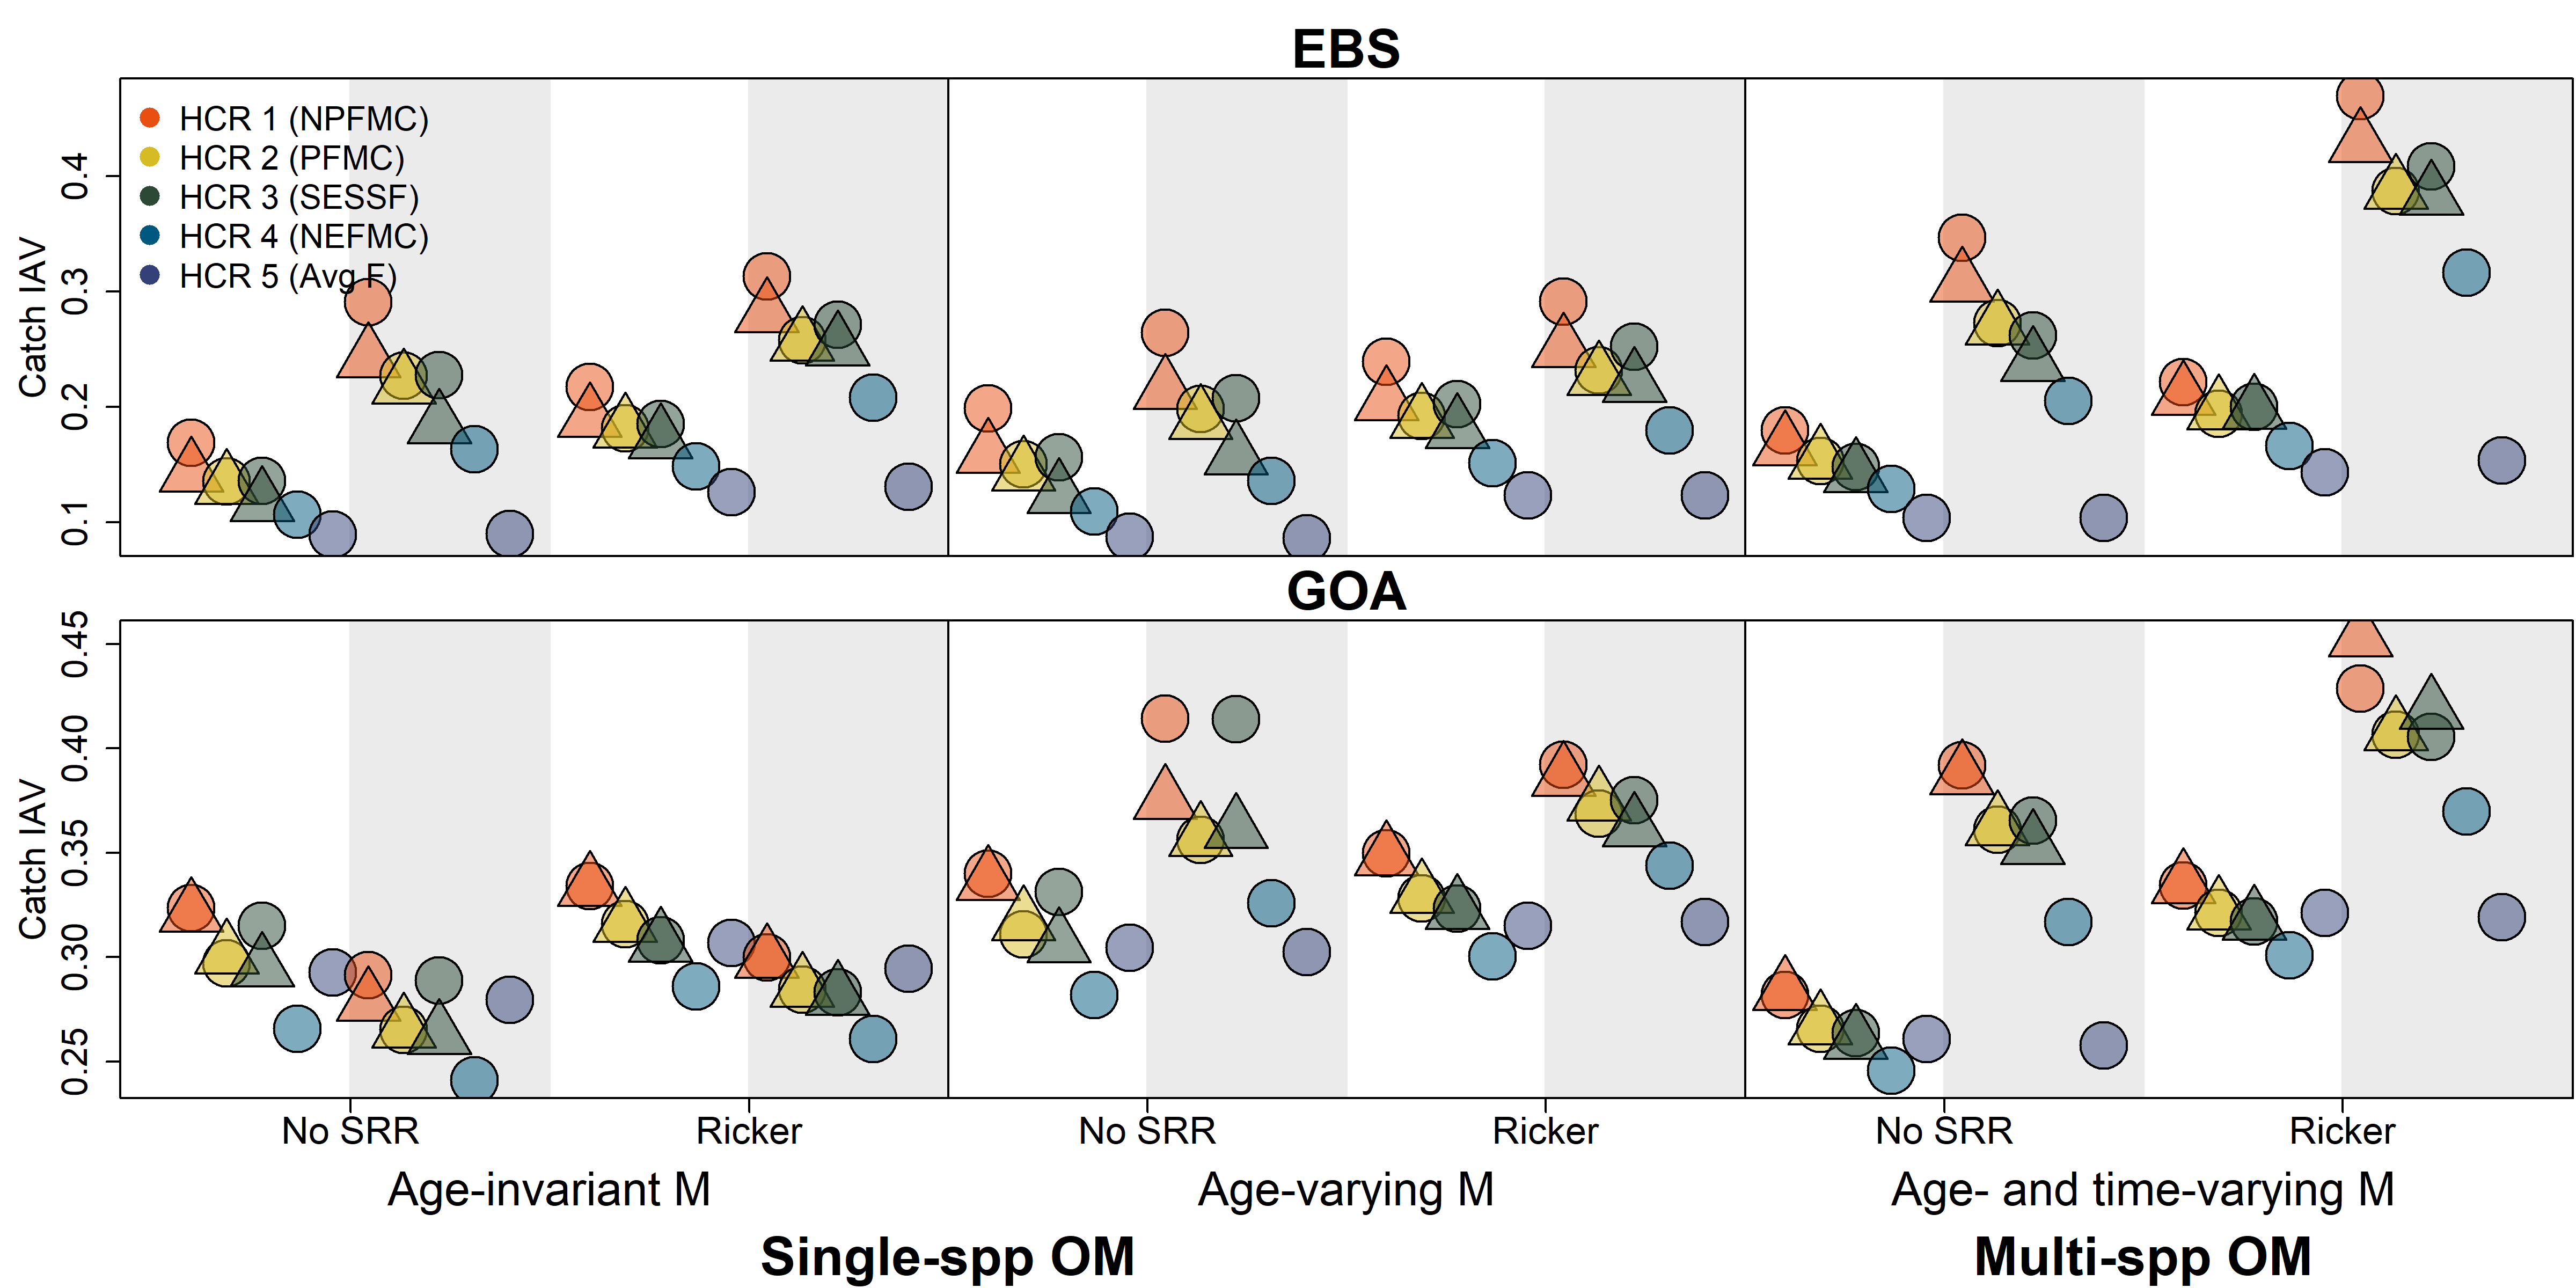 EBS
HCR 1 (NPFMC)
HCR 2 (PFMC)
HCR 3 (SESSF)
HCR 4 (NEFMC)
HCR 5 (Avg F)
Catch IAV
0.4
0.3
0.2
0.1
GOA
Catch IAV
0.45
0.40
0.35
0.30
0.25
No SRR Ricker No SRR Ricker No SRR Ricker
Age-invariant M Age-varying M Age- and time-varying M
Single-spp OM Multi-spp OM